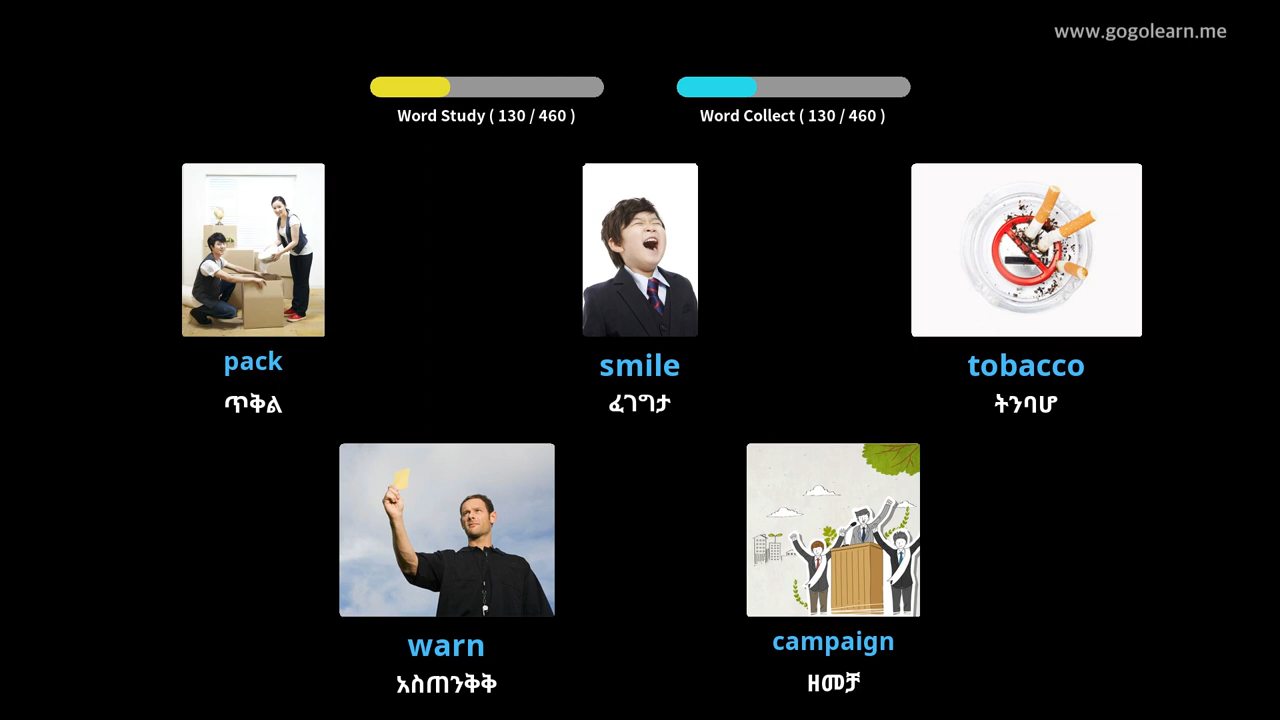 www.gogolearn.me
Word Study ( 130 / 460 )
Word Collect ( 130 / 460 )
pack
smile
tobacco
ጥቅል
ፈገግታ
ትንባሆ
warn
campaign
አስጠንቅቅ
ዘመቻ